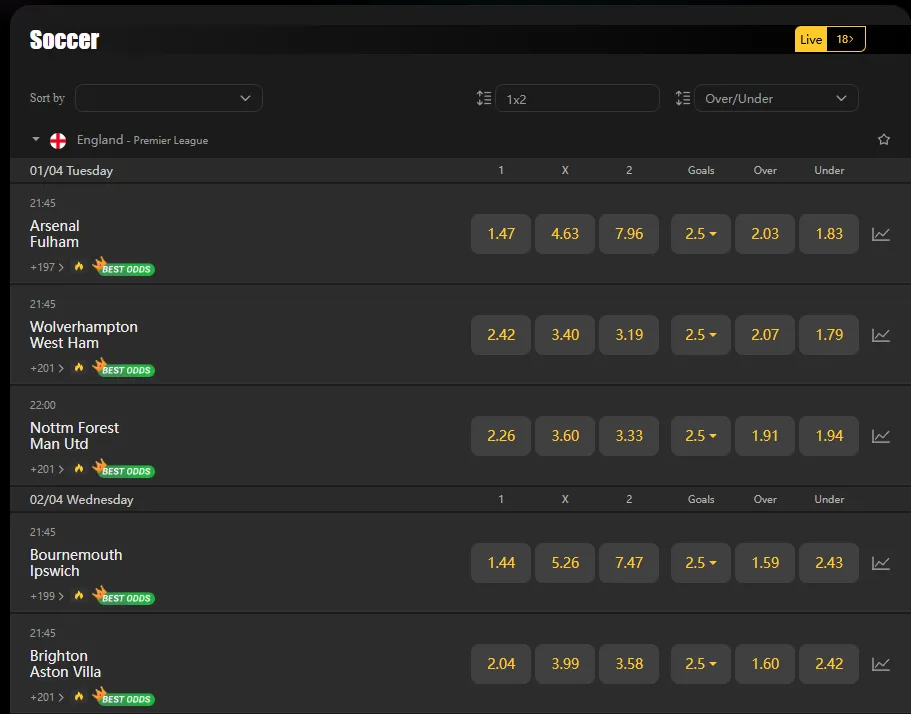 Soccer
Live 18>
Sort by
1x2
Over/Under
England - Premier League
01/04 Tuesday 1 X 2 Goals Over Under
21:45
Arsenal
Fulham
1.47 4.63 7.96 2.5 2.03 1.83
+197 > BEST ODDS
21:45
Wolverhampton
West Ham
2.42 3.40 3.19 2.5 2.07 1.79
+201 > BEST ODDS
22:00
Nottm Forest
Man Utd
2.26 3.60 3.33 2.5 1.91 1.94
+201 > BEST ODDS
02/04 Wednesday 1 X 2 Goals Over Under
21:45
Bournemouth
Ipswich
1.44 5.26 7.47 2.5 1.59 2.43
+199 > BEST ODDS
21:45
Brighton
Aston Villa
2.04 3.99 3.58 2.5 1.60 2.42
+201 > BEST ODDS